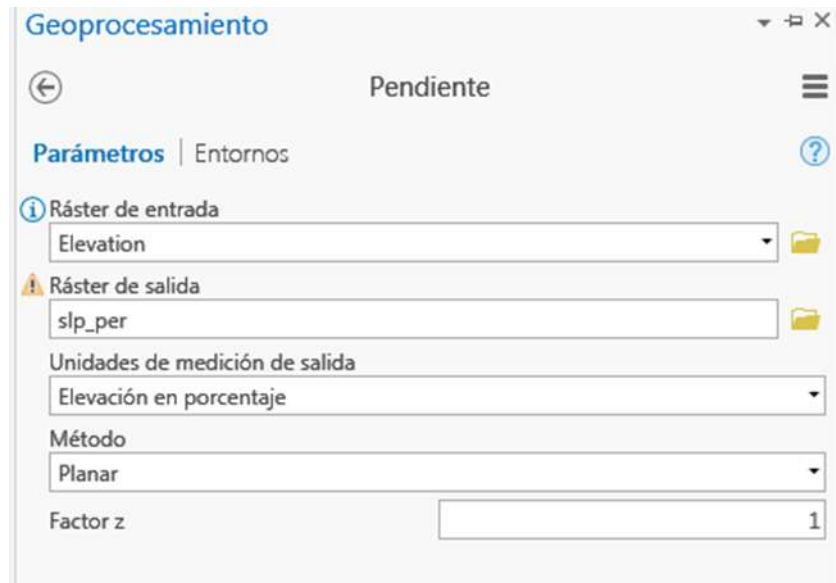 Geoprocesamiento
Pendiente
Parámetros | Entornos
Ráster de entrada
Elevation
Ráster de salida
slp_per
Unidades de medición de salida
Elevación en porcentaje
Método
Planar
Factor z 1